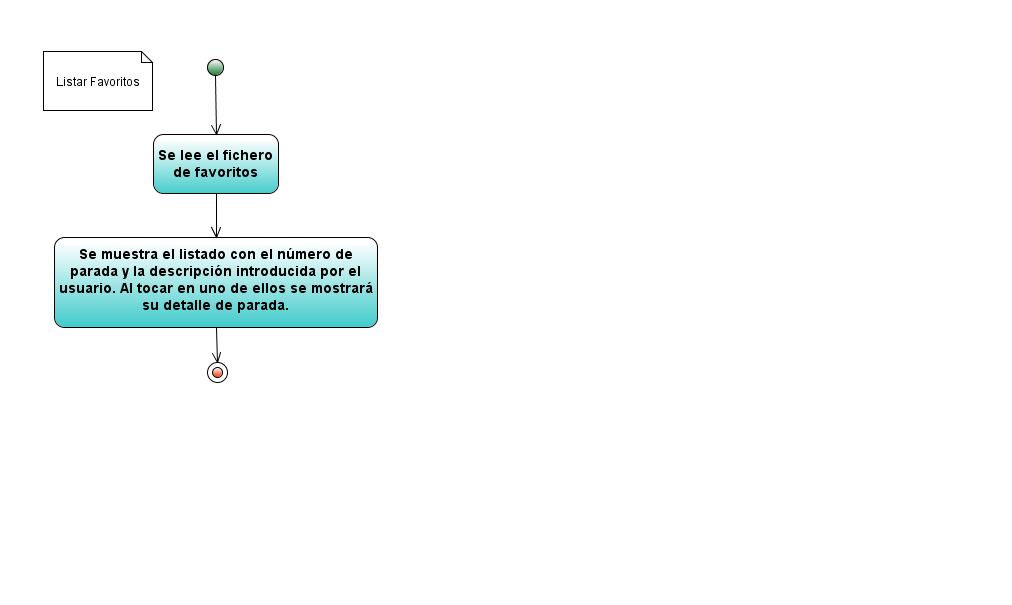 Listar Favoritos
Se lee el fichero
de favoritos
Se muestra el listado con el número de
parada y la descripción introducida por el
usuario. Al tocar en uno de ellos se mostrará
su detalle de parada.